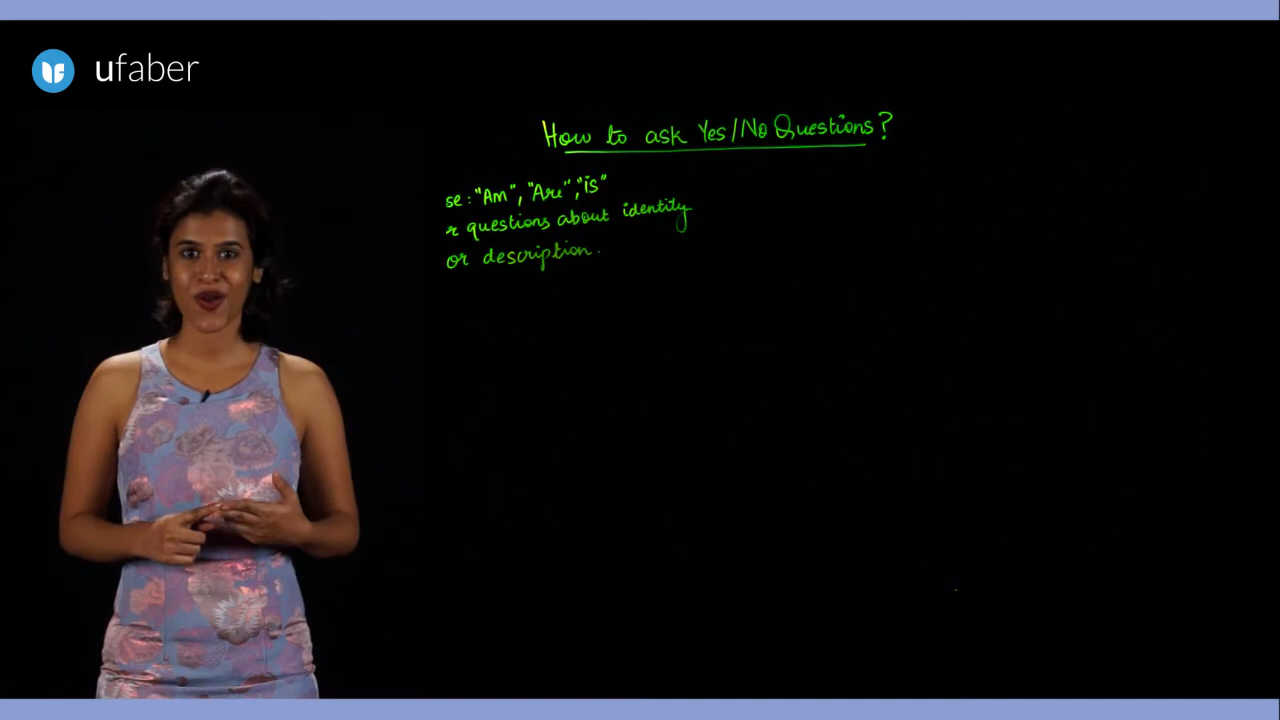 ufaber
How to ask Yes/No Questions?
se: "Am", "Are", "is"
r questions about identity
or description.